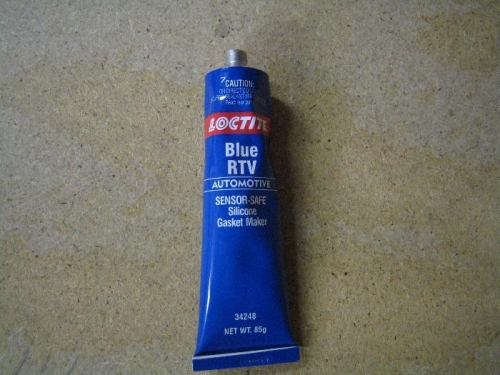 CAUTION:
LOCTITE
Blue
RTV
AUTOMOTIVE
SENSOR-SAFE
Silicone
Gasket Maker
34248
NET WT. 85g